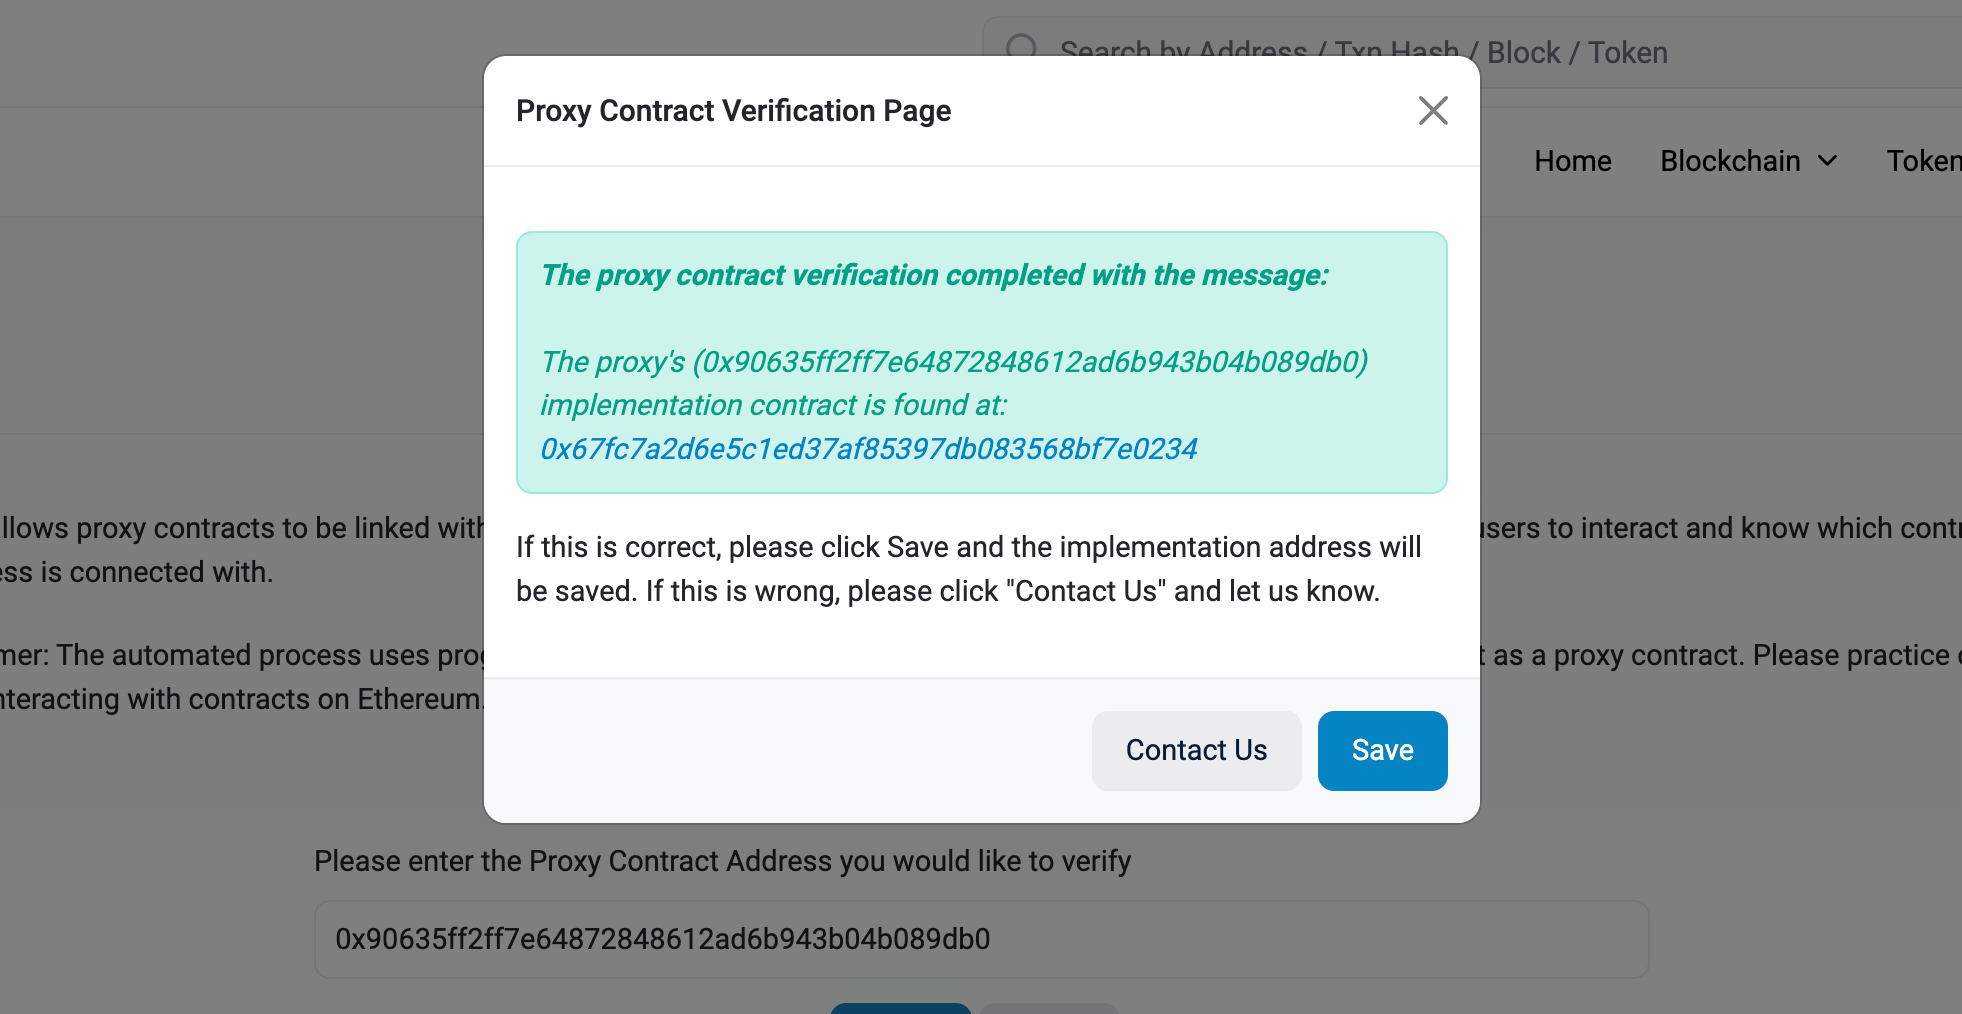 Search by Address / Txn Hash / Block / Token
Proxy Contract Verification Page
Home Blockchain Token
The proxy contract verification completed with the message:
The proxy's (0x90635ff2ff7e64872848612ad6b943b04b089db0)
implementation contract is found at:
0x67fc7a2d6e5c1ed37af85397db083568bf7e0234
llows proxy contracts to be linked with users to interact and know which contr
ess is connected with.
If this is correct, please click Save and the implementation address will
be saved. If this is wrong, please click "Contact Us" and let us know.
mer: The automated process uses prog t as a proxy contract. Please practice
nteracting with contracts on Ethereum.
Contact Us Save
Please enter the Proxy Contract Address you would like to verify
0x90635ff2ff7e64872848612ad6b943b04b089db0